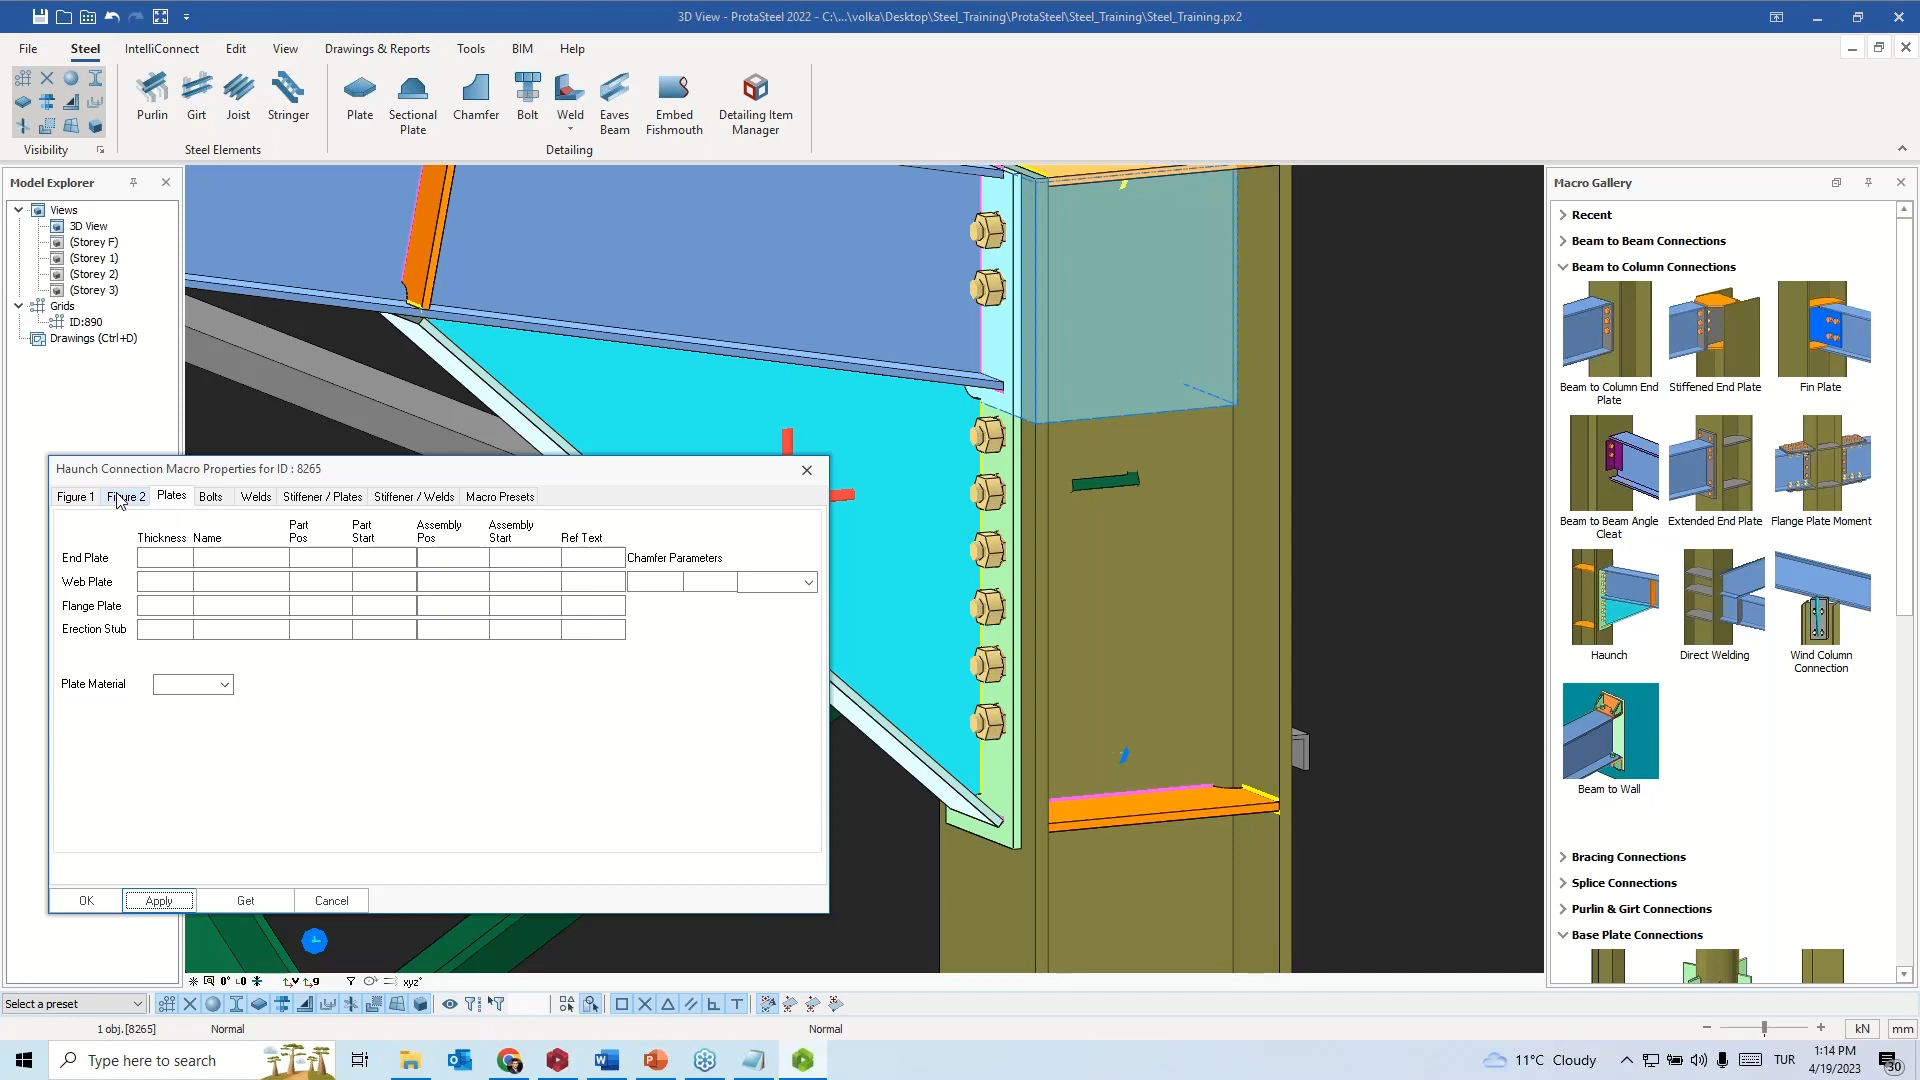 3D View - ProtaSteel 2022 - C:\...\volka\Desktop\Steel_Training\ProtaSteel\Steel_Training\Steel_Training.px2
File Steel IntelliConnect Edit View Drawings & Reports Tools BIM Help
Purlin Girt Joist Stringer Plate Sectional Plate Chamfer Bolt Weld Eaves Beam Embed Fishmouth Detailing Item Manager
Visibility Steel Elements Detailing
Model Explorer
Views
3D View
(Storey F)
(Storey 1)
(Storey 2)
(Storey 3)
Grids
ID:890
Drawings (Ctrl+D)
Haunch Connection Macro Properties for ID : 8265
Figure 1 Figure 2 Plates Bolts Welds Stiffener / Plates Stiffener / Welds Macro Presets
Thickness Name Part Pos Part Start Assembly Pos Assembly Start Ref Text
End Plate Chamfer Parameters
Web Plate
Flange Plate
Erection Stub
Plate Material
OK Apply Get Cancel
Macro Gallery
Recent
Beam to Beam Connections
Beam to Column Connections
Beam to Column End Plate
Stiffened End Plate
Fin Plate
Beam to Beam Angle Cleat
Extended End Plate
Flange Plate Moment
Haunch
Direct Welding
Wind Column Connection
Beam to Wall
Bracing Connections
Splice Connections
Purlin & Girt Connections
Base Plate Connections
xyz
Select a preset
1 obj.[8265] Normal Normal kN mm
Type here to search
11°C Cloudy TUR
1:14 PM
4/19/2023
30